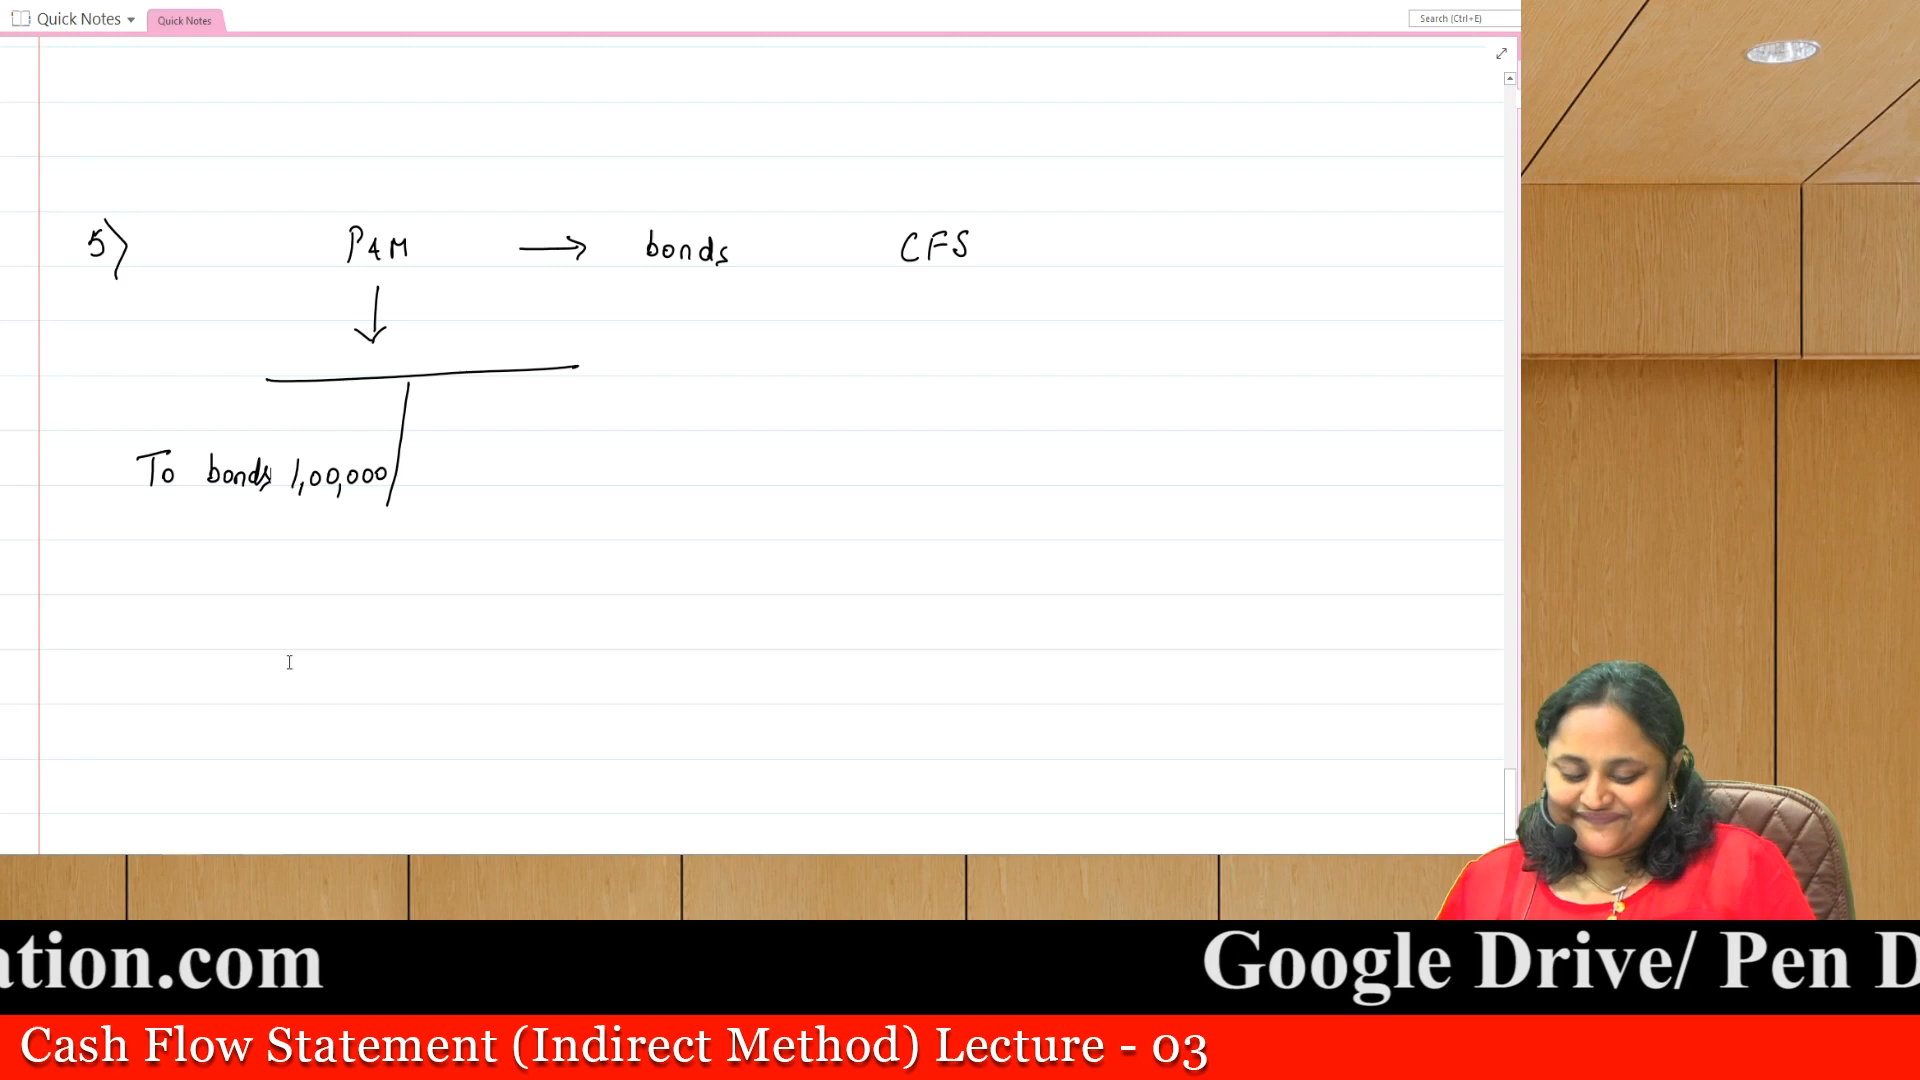 Quick Notes
Quick Notes
Search (Ctrl+E)
5) P&M → bonds CFS
To bonds 1,00,000
ation.com Google Drive/ Pen D
Cash Flow Statement (Indirect Method) Lecture - 03